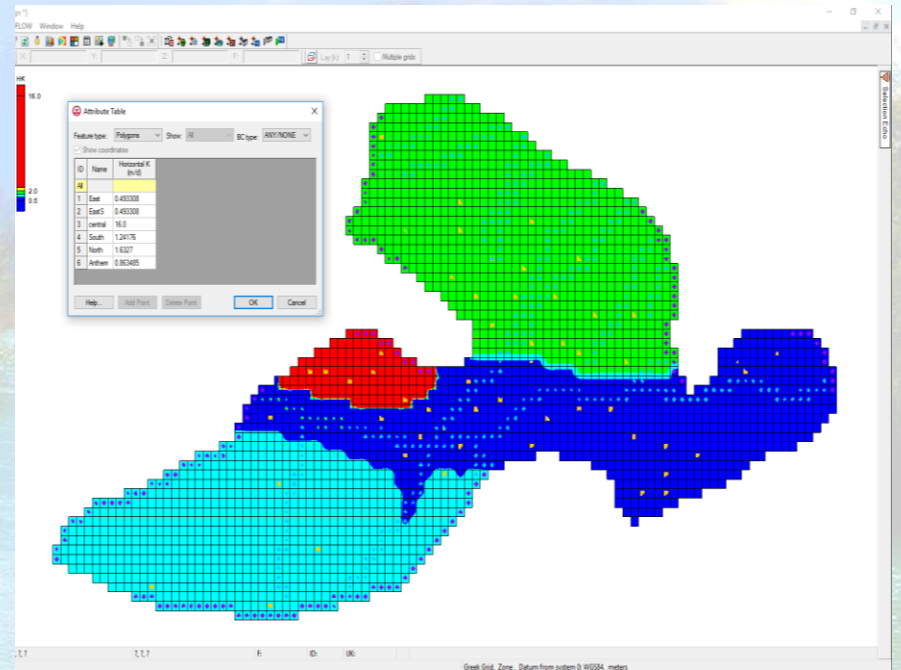 FLOW Window Help
X: Y: Z: F: Lay (k): 1 Multiple grids
HK
16.0
2.0
0.5
Attribute Table
Feature type: Polygons Show: All BC type: ANY/NONE
Show coordinates
ID Name Horizontal K (m/d)
All
1 East 0.493308
2 EastS 0.493308
3 central 16.0
4 South 1.24176
5 North 1.6327
6 Anthem 0.863485
Help... Add Point Delete Point OK Cancel
Selection Echo
?, ?, ? ?, ?, ? F: ID: IJK:
Greek Grid, Zone: , Datum from system 0: WGS84, meters